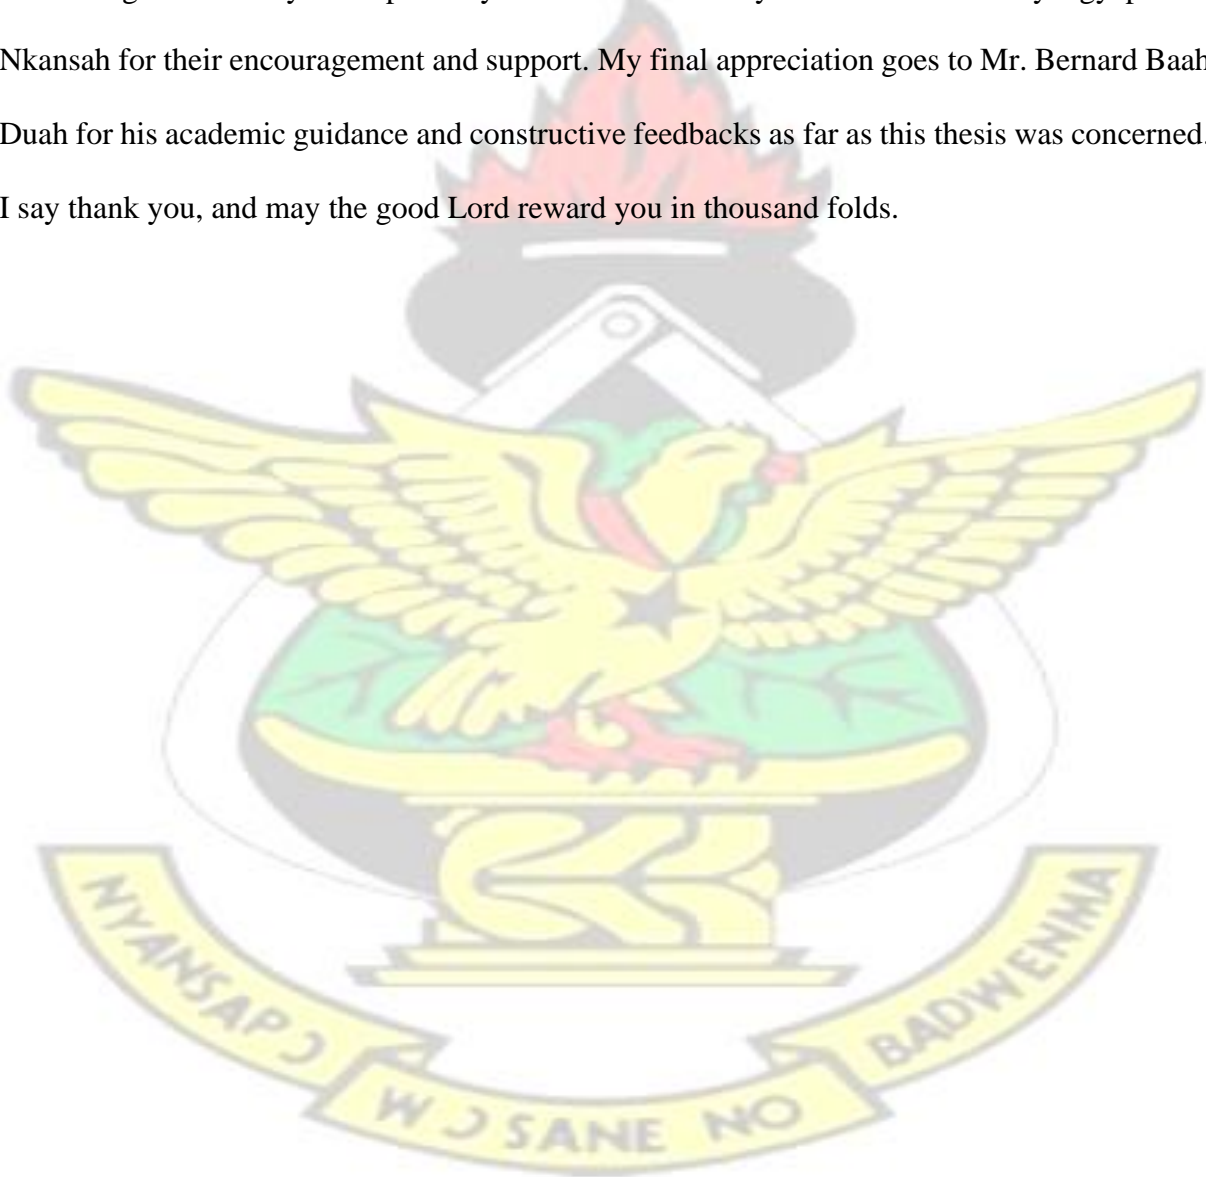 Nkansah for their encouragement and support. My final appreciation goes to Mr. Bernard Baah
Duah for his academic guidance and constructive feedbacks as far as this thesis was concerned.
I say thank you, and may the good Lord reward you in thousand folds.
NYANSAPƆ
WƆSANE NO
BADWENMA